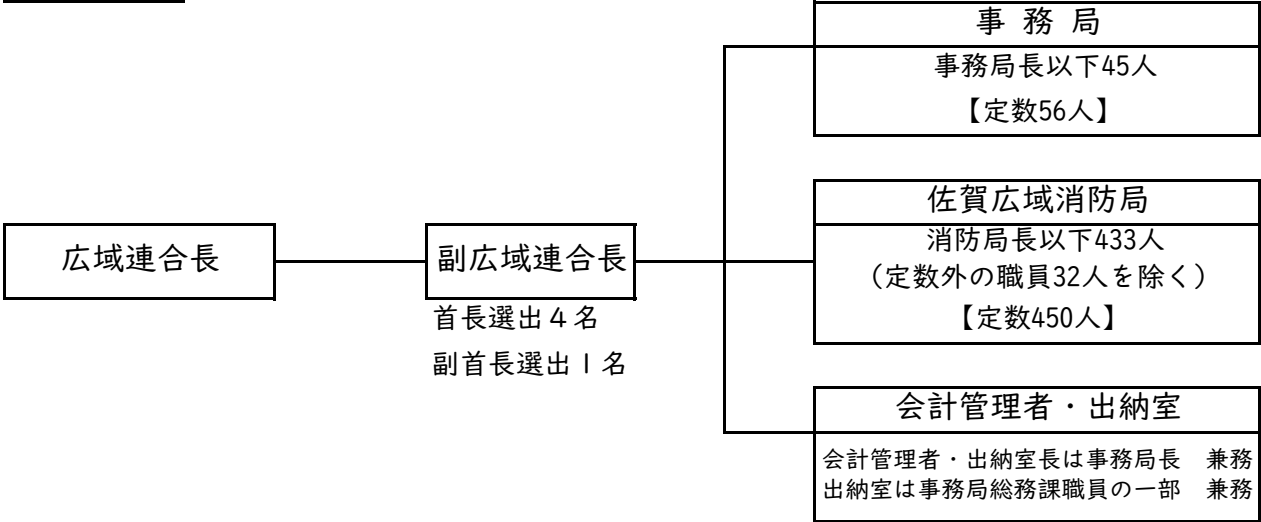 事 務 局
事務局長以下45人
【定数56人】
佐賀広域消防局
消防局長以下433人
（定数外の職員32人を除く）
【定数450人】
広域連合長
副広域連合長
首長選出４名
副首長選出１名
会計管理者・出納室
会計管理者・出納室長は事務局長　兼務
出納室は事務局総務課職員の一部　兼務